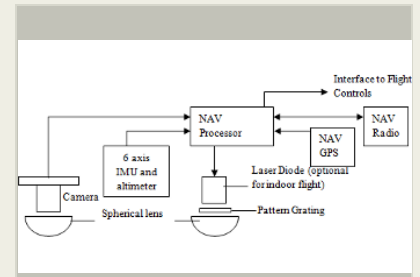 Interface to Flight
Controls
NAV
Processor
NAV
Radio
NAV
GPS
6 axis
IMU and
altimeter
Laser Diode (optional
for indoor flight)
Camera
Pattern Grating
Spherical lens